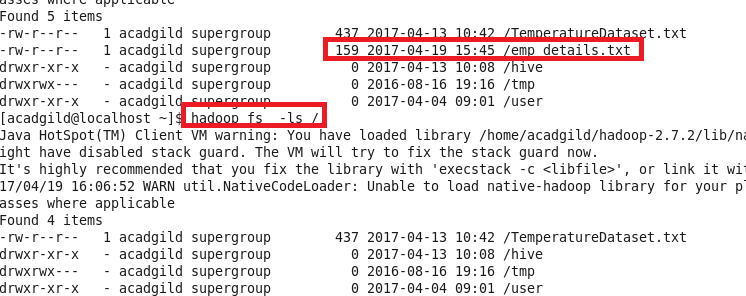 asses where applicable
Found 5 items
-rw-r--r--   1 acadgild supergroup        437 2017-04-13 10:42 /TemperatureDataset.txt
-rw-r--r--   1 acadgild supergroup        159 2017-04-19 15:45 /emp_details.txt
drwxr-xr-x   - acadgild supergroup          0 2017-04-13 10:08 /hive
drwxrwx---   - acadgild supergroup          0 2016-08-16 19:16 /tmp
drwxr-xr-x   - acadgild supergroup          0 2017-04-04 09:01 /user
[acadgild@localhost ~]$ hadoop fs  -ls /
Java HotSpot(TM) Client VM warning: You have loaded library /home/acadgild/hadoop-2.7.2/lib/na
ight have disabled stack guard. The VM will try to fix the stack guard now.
It's highly recommended that you fix the library with 'execstack -c <libfile>', or link it wit
17/04/19 16:06:52 WARN util.NativeCodeLoader: Unable to load native-hadoop library for your pl
asses where applicable
Found 4 items
-rw-r--r--   1 acadgild supergroup        437 2017-04-13 10:42 /TemperatureDataset.txt
drwxr-xr-x   - acadgild supergroup          0 2017-04-13 10:08 /hive
drwxrwx---   - acadgild supergroup          0 2016-08-16 19:16 /tmp
drwxr-xr-x   - acadgild supergroup          0 2017-04-04 09:01 /user